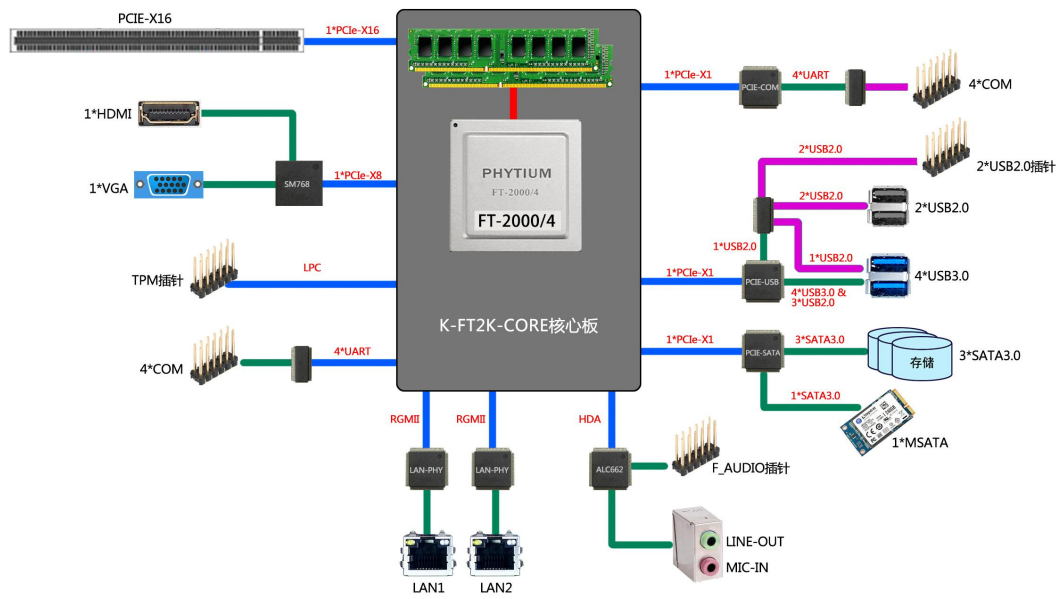 PCIE-X16
1*PCIe-X16
1*HDMI
1*VGA
SM768
1*PCIe-X8
TPM插针
LPC
4*COM
4*UART
PHYTIUM
FT-2000/4
FT-2000/4
K-FT2K-CORE核心板
1*PCIe-X1
PCIE-COM
4*UART
4*COM
2*USB2.0
2*USB2.0插针
2*USB2.0
2*USB2.0
1*USB2.0
1*USB2.0
1*PCIe-X1
PCIE-USB
4*USB3.0 &
3*USB2.0
4*USB3.0
1*PCIe-X1
PCIE-SATA
3*SATA3.0
存储
3*SATA3.0
1*SATA3.0
1*MSATA
RGMII
RGMII
HDA
LAN-PHY
LAN-PHY
ALC662
F_AUDIO插针
LINE-OUT
MIC-IN
LAN1
LAN2